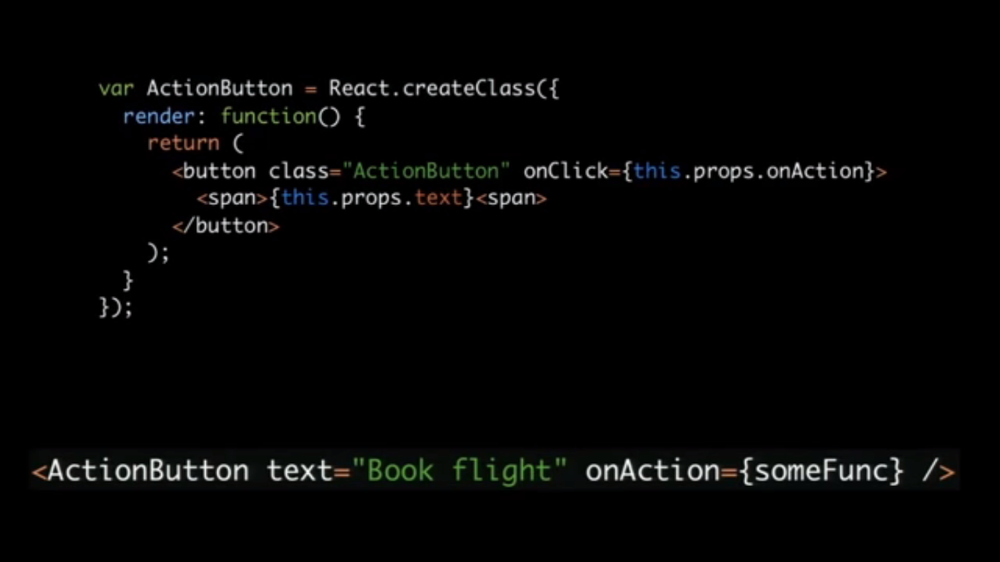 var ActionButton = React.createClass({
  render: function() {
    return (
      <button class="ActionButton" onClick={this.props.onAction}>
        <span>{this.props.text}<span>
      </button>
    );
  }
});
<ActionButton text="Book flight" onAction={someFunc} />